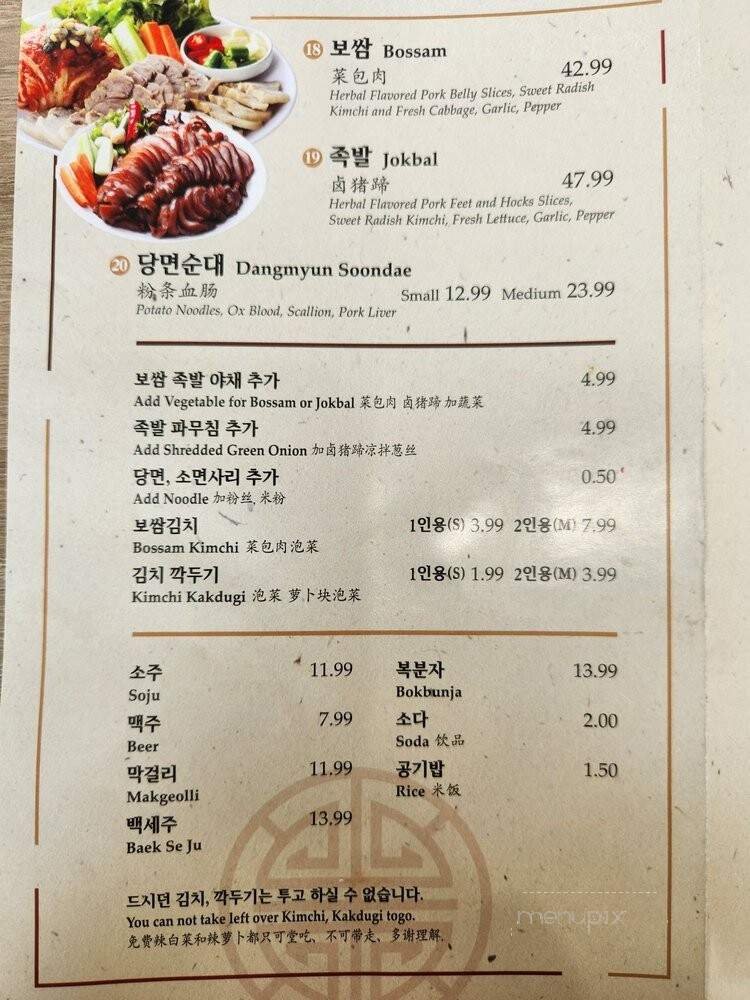 18 보쌈 Bossam
菜包肉 42.99
Herbal Flavored Pork Belly Slices, Sweet Radish
Kimchi and Fresh Cabbage, Garlic, Pepper
19 족발 Jokbal
卤猪蹄 47.99
Herbal Flavored Pork Feet and Hocks Slices,
Sweet Radish Kimchi, Fresh Lettuce, Garlic, Pepper
20 당면순대 Dangmyun Soondae
粉条血肠 Small 12.99 Medium 23.99
Potato Noodles, Ox Blood, Scallion, Pork Liver
보쌈 족발 야채 추가 4.99
Add Vegetable for Bossam or Jokbal 菜包肉 卤猪蹄 加蔬菜
족발 파무침 추가 4.99
Add Shredded Green Onion 加卤猪蹄凉拌葱丝
당면, 소면사리 추가 0.50
Add Noodle 加粉丝, 米粉
보쌈김치 1인용(S) 3.99 2인용(M) 7.99
Bossam Kimchi 菜包肉泡菜
김치 깍두기 1인용(S) 1.99 2인용(M) 3.99
Kimchi Kakdugi 泡菜 萝卜块泡菜
소주 11.99
Soju
맥주 7.99
Beer
막걸리 11.99
Makgeolli
백세주 13.99
Baek Se Ju
복분자 13.99
Bokbunja
소다 2.00
Soda 饮品
공기밥 1.50
Rice 米饭
드시던 김치, 깍두기는 투고 하실 수 없습니다.
You can not take left over Kimchi, Kakdugi togo.
免费辣白菜和辣萝卜都只可堂吃、不可带走、多谢理解.
menupix